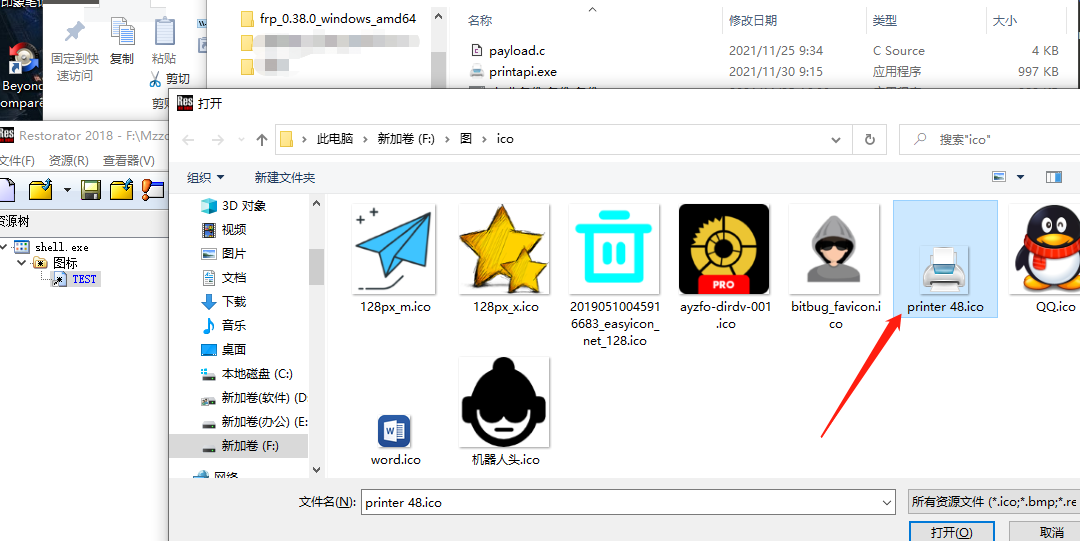 印象笔记
固定到快
速访问
复制
粘贴
剪切
Beyond
ompare
frp_0.38.0_windows_amd64
名称
修改日期
类型
大小
payload.c
2021/11/25 9:34
C Source
4 KB
printapi.exe
2021/11/30 9:15
应用程序
997 KB
Res
打开
Res
Restorator 2018 - F:\Mzzc
文件(F)
资源(R)
查看器(V)
资源树
shell.exe
图标
TEST
此电脑
新加卷 (F:)
图
ico
搜索"ico"
组织
新建文件夹
3D 对象
视频
图片
文档
下载
音乐
桌面
本地磁盘 (C:)
新加卷(软件) (D
新加卷(办公) (E:
新加卷 (F:)
网络
PRO
128px_m.ico
128px_x.ico
2019051004591
6683_easyicon_
net_128.ico
ayzfo-dirdv-001
.ico
bitbug_favicon.i
co
printer 48.ico
QQ.ico
W
word.ico
机器人头.ico
文件名(N):
printer 48.ico
所有资源文件 (*.ico;*.bmp;*.re
打开(O)
取消